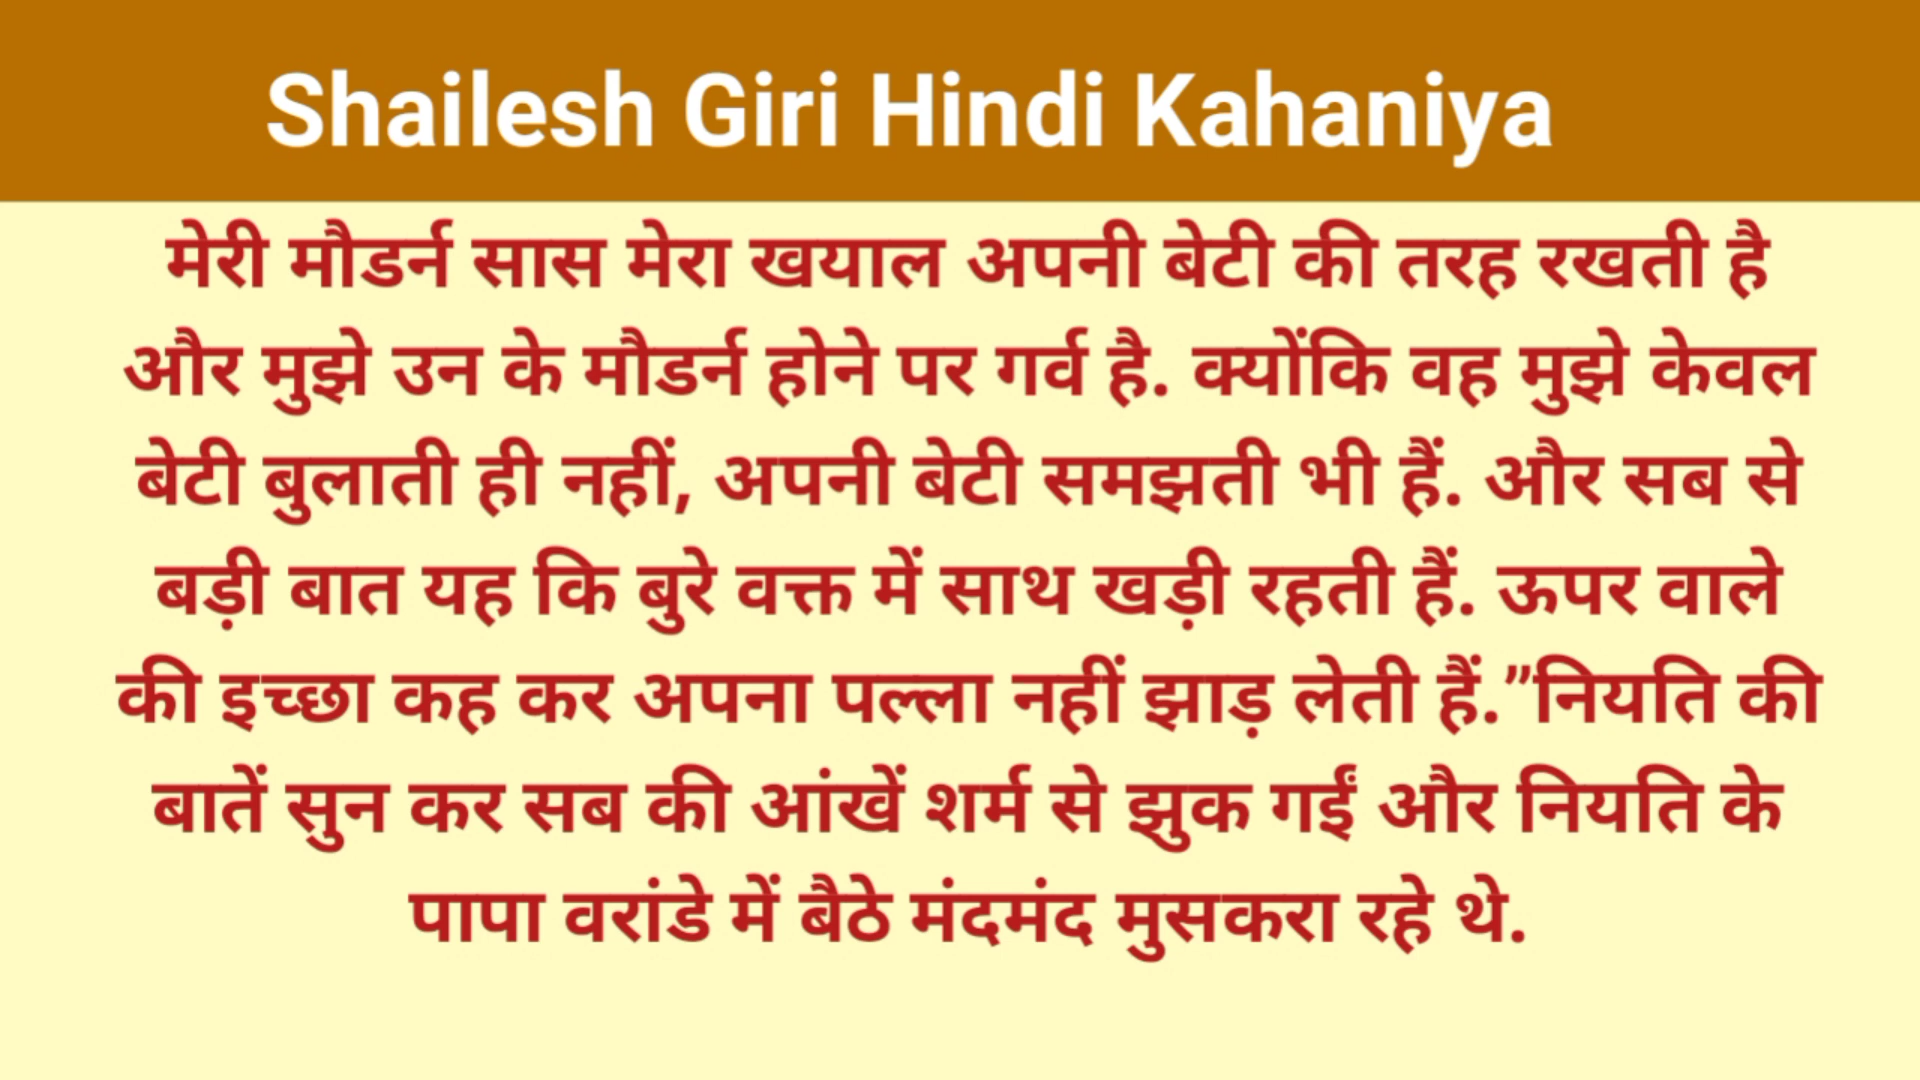 Shailesh Giri Hindi Kahaniya
मेरी मौडर्न सास मेरा खयाल अपनी बेटी की तरह रखती है
और मुझे उन के मौडर्न होने पर गर्व है. क्योंकि वह मुझे केवल
बेटी बुलाती ही नहीं, अपनी बेटी समझती भी हैं. और सब से
बड़ी बात यह कि बुरे वक्त में साथ खड़ी रहती हैं. ऊपर वाले
की इच्छा कह कर अपना पल्ला नहीं झाड़ लेती हैं.”नियति की
बातें सुन कर सब की आंखें शर्म से झुक गईं और नियति के
पापा वरांडे में बैठे मंदमंद मुसकरा रहे थे.